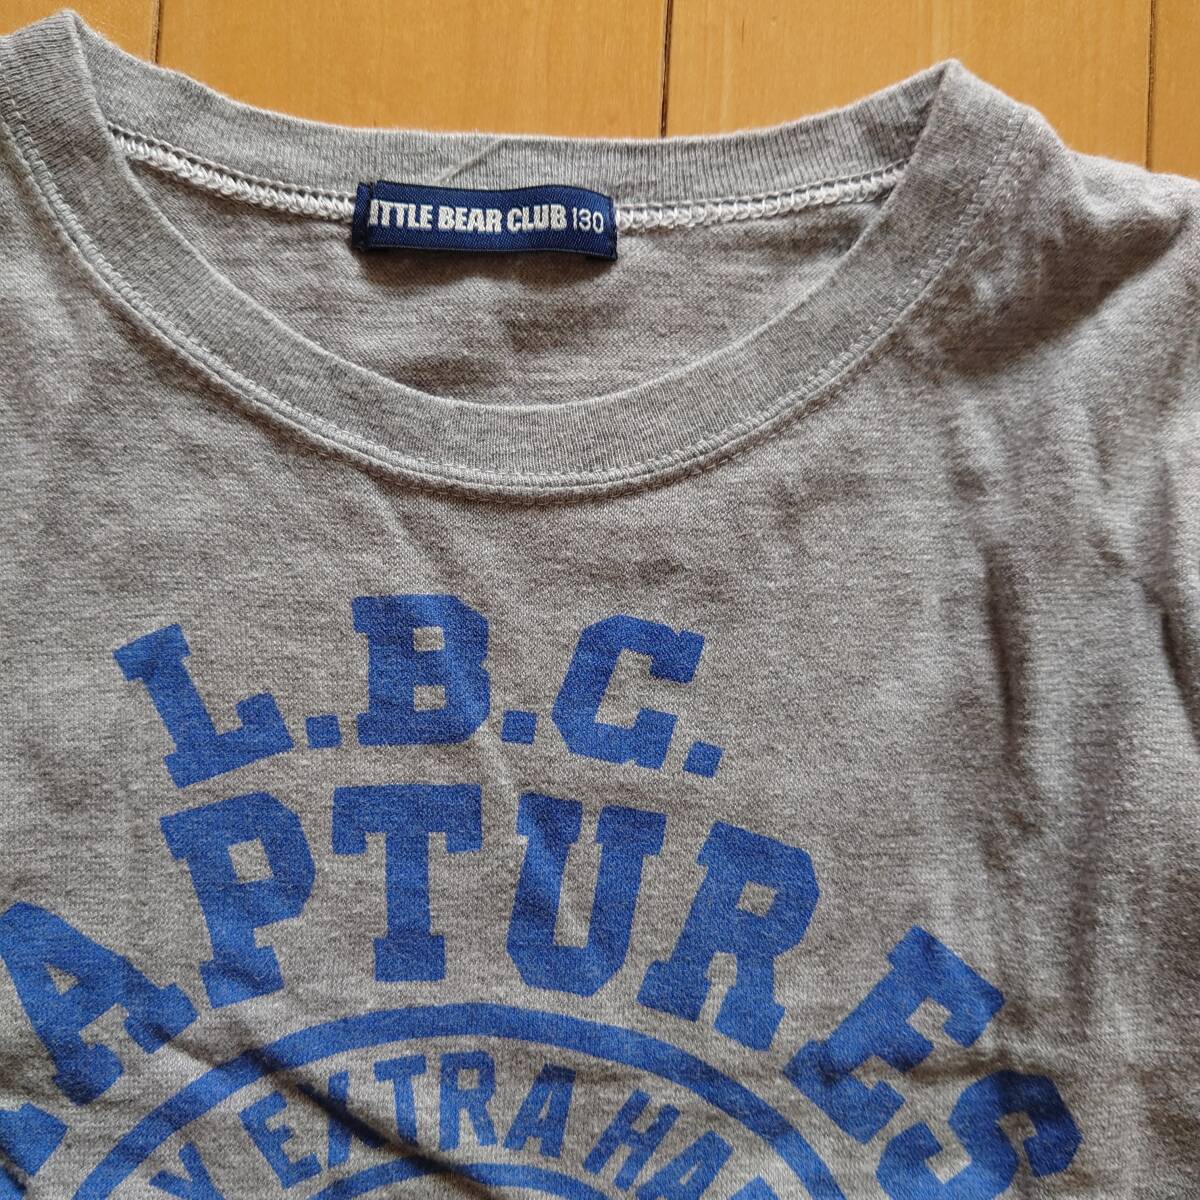 ITTLE BEAR CLUB 130
L.B.C.
APTURES
EXTRA HA